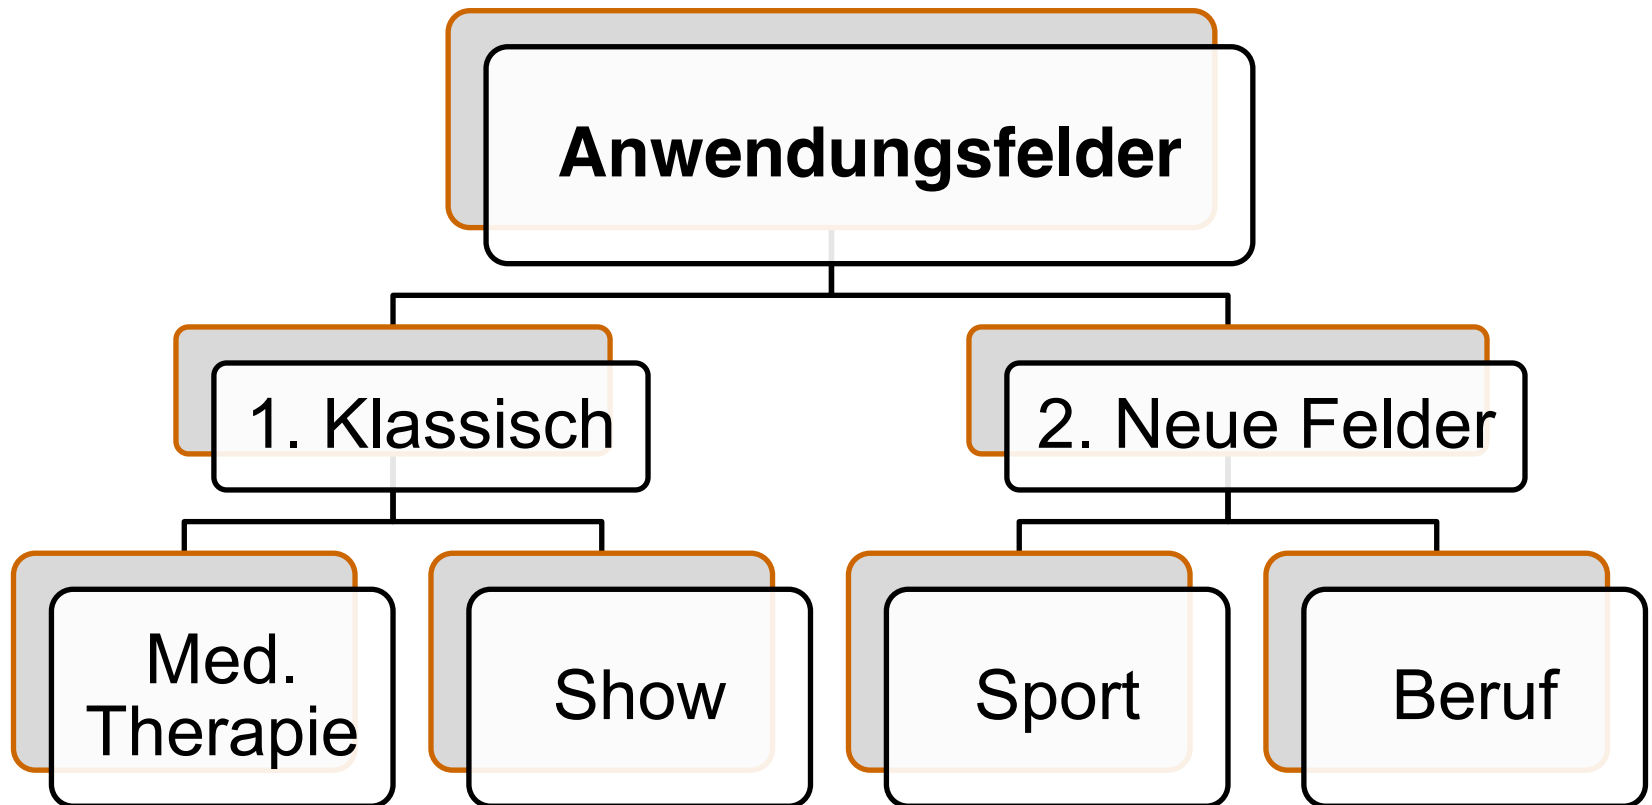 Anwendungsfelder
1. Klassisch
2. Neue Felder
Med.
Therapie
Show
Sport
Beruf